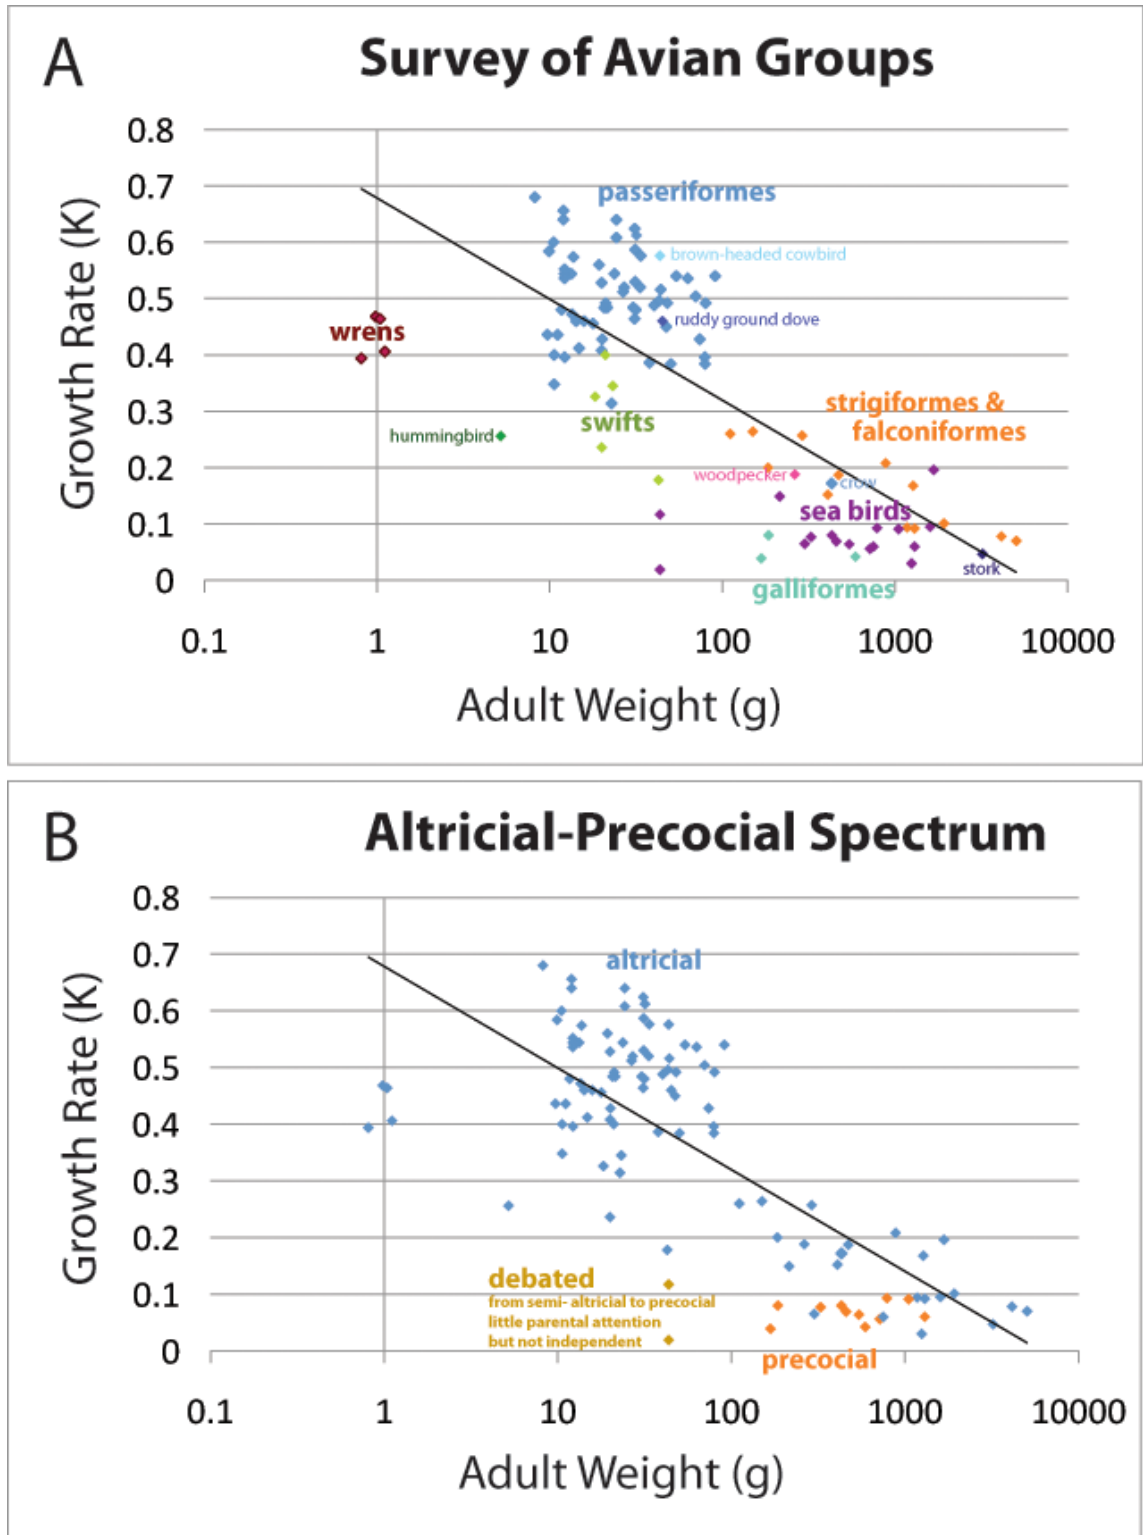 A
Survey of Avian Groups
0.8
0.7
0.6
0.5
0.4
0.3
0.2
0.1
0
Growth Rate (K)
passeriformes
brown-headed cowbird
ruddy ground dove
wrens
strigiformes &
falconiformes
swifts
hummingbird
woodpecker
crow
sea birds
stork
galliformes
0.1
1
10
100
1000
10000
Adult Weight (g)
B
Altricial-Precocial Spectrum
0.8
0.7
0.6
0.5
0.4
0.3
0.2
0.1
0
Growth Rate (K)
altricial
debated
from semi- altricial to precocial
little parental attention
but not independent
precocial
0.1
1
10
100
1000
10000
Adult Weight (g)